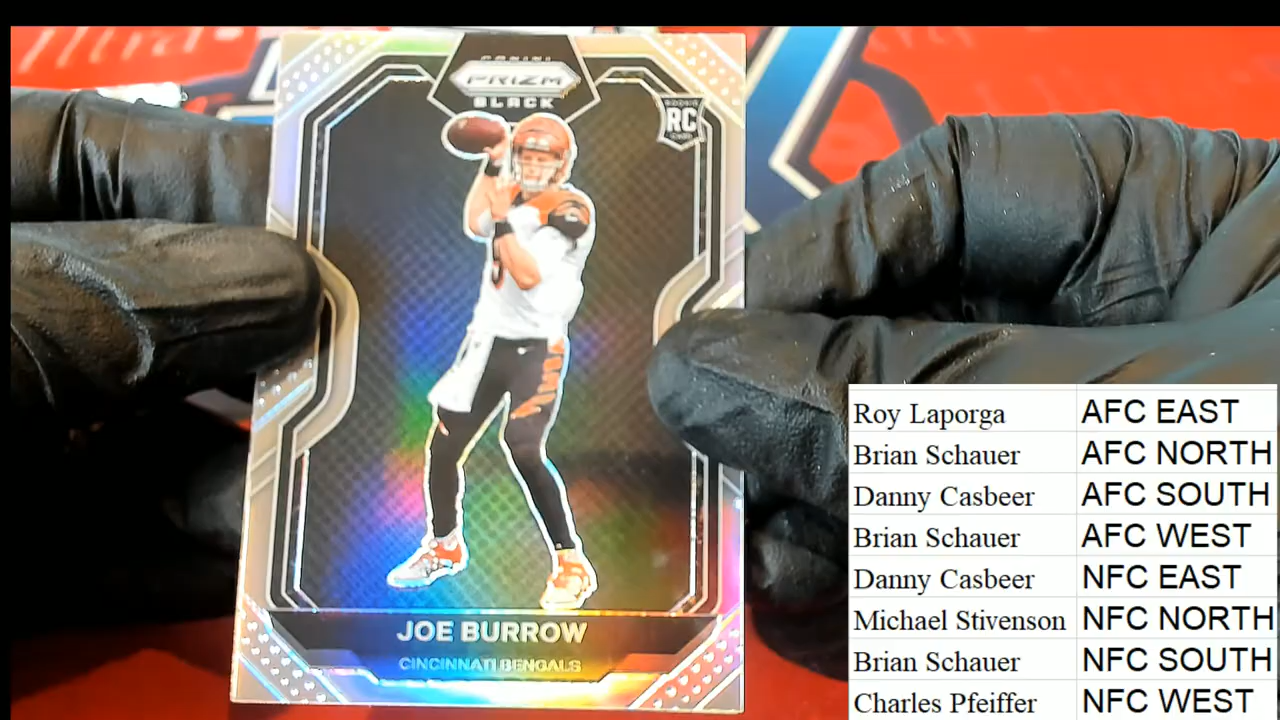 PANINI
PRIZM
BLACK
ROOKIE
RC
CARD
JOE BURROW
CINCINNATI BENGALS
Roy Laporga AFC EAST
Brian Schauer AFC NORTH
Danny Casbeer AFC SOUTH
Brian Schauer AFC WEST
Danny Casbeer NFC EAST
Michael Stivenson NFC NORTH
Brian Schauer NFC SOUTH
Charles Pfeiffer NFC WEST